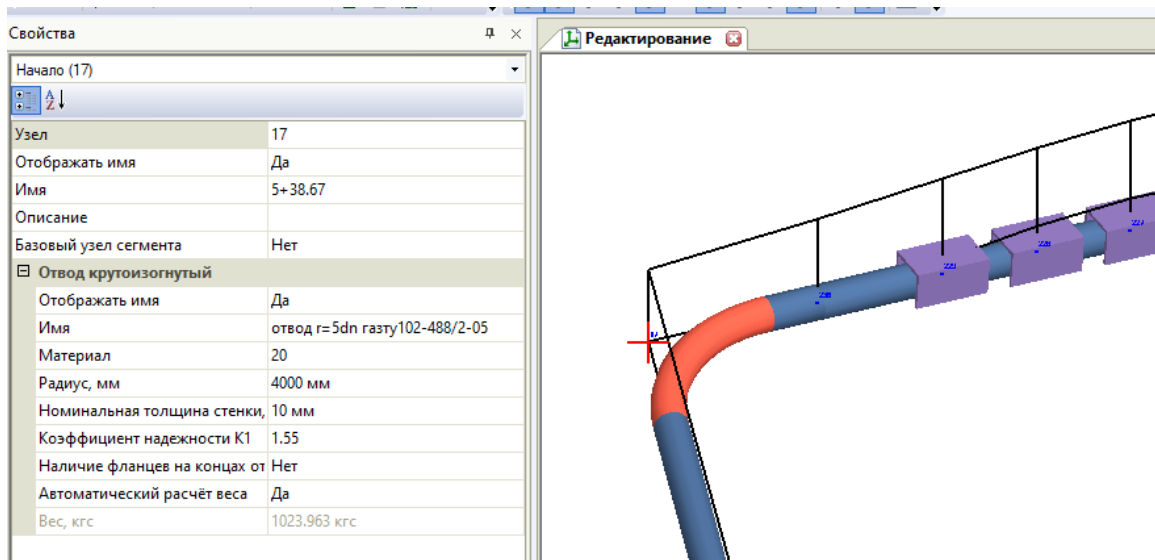 Свойства
Начало (17)
Узел 17
Отображать имя Да
Имя 5+38.67
Описание
Базовый узел сегмента Нет
Отвод крутоизогнутый
Отображать имя Да
Имя отвод r=5dn газту102-488/2-05
Материал 20
Радиус, мм 4000 мм
Номинальная толщина стенки, 10 мм
Коэффициент надежности К1 1.55
Наличие фланцев на концах от Нет
Автоматический расчёт веса Да
Вес, кгс 1023.963 кгс
Редактирование
227